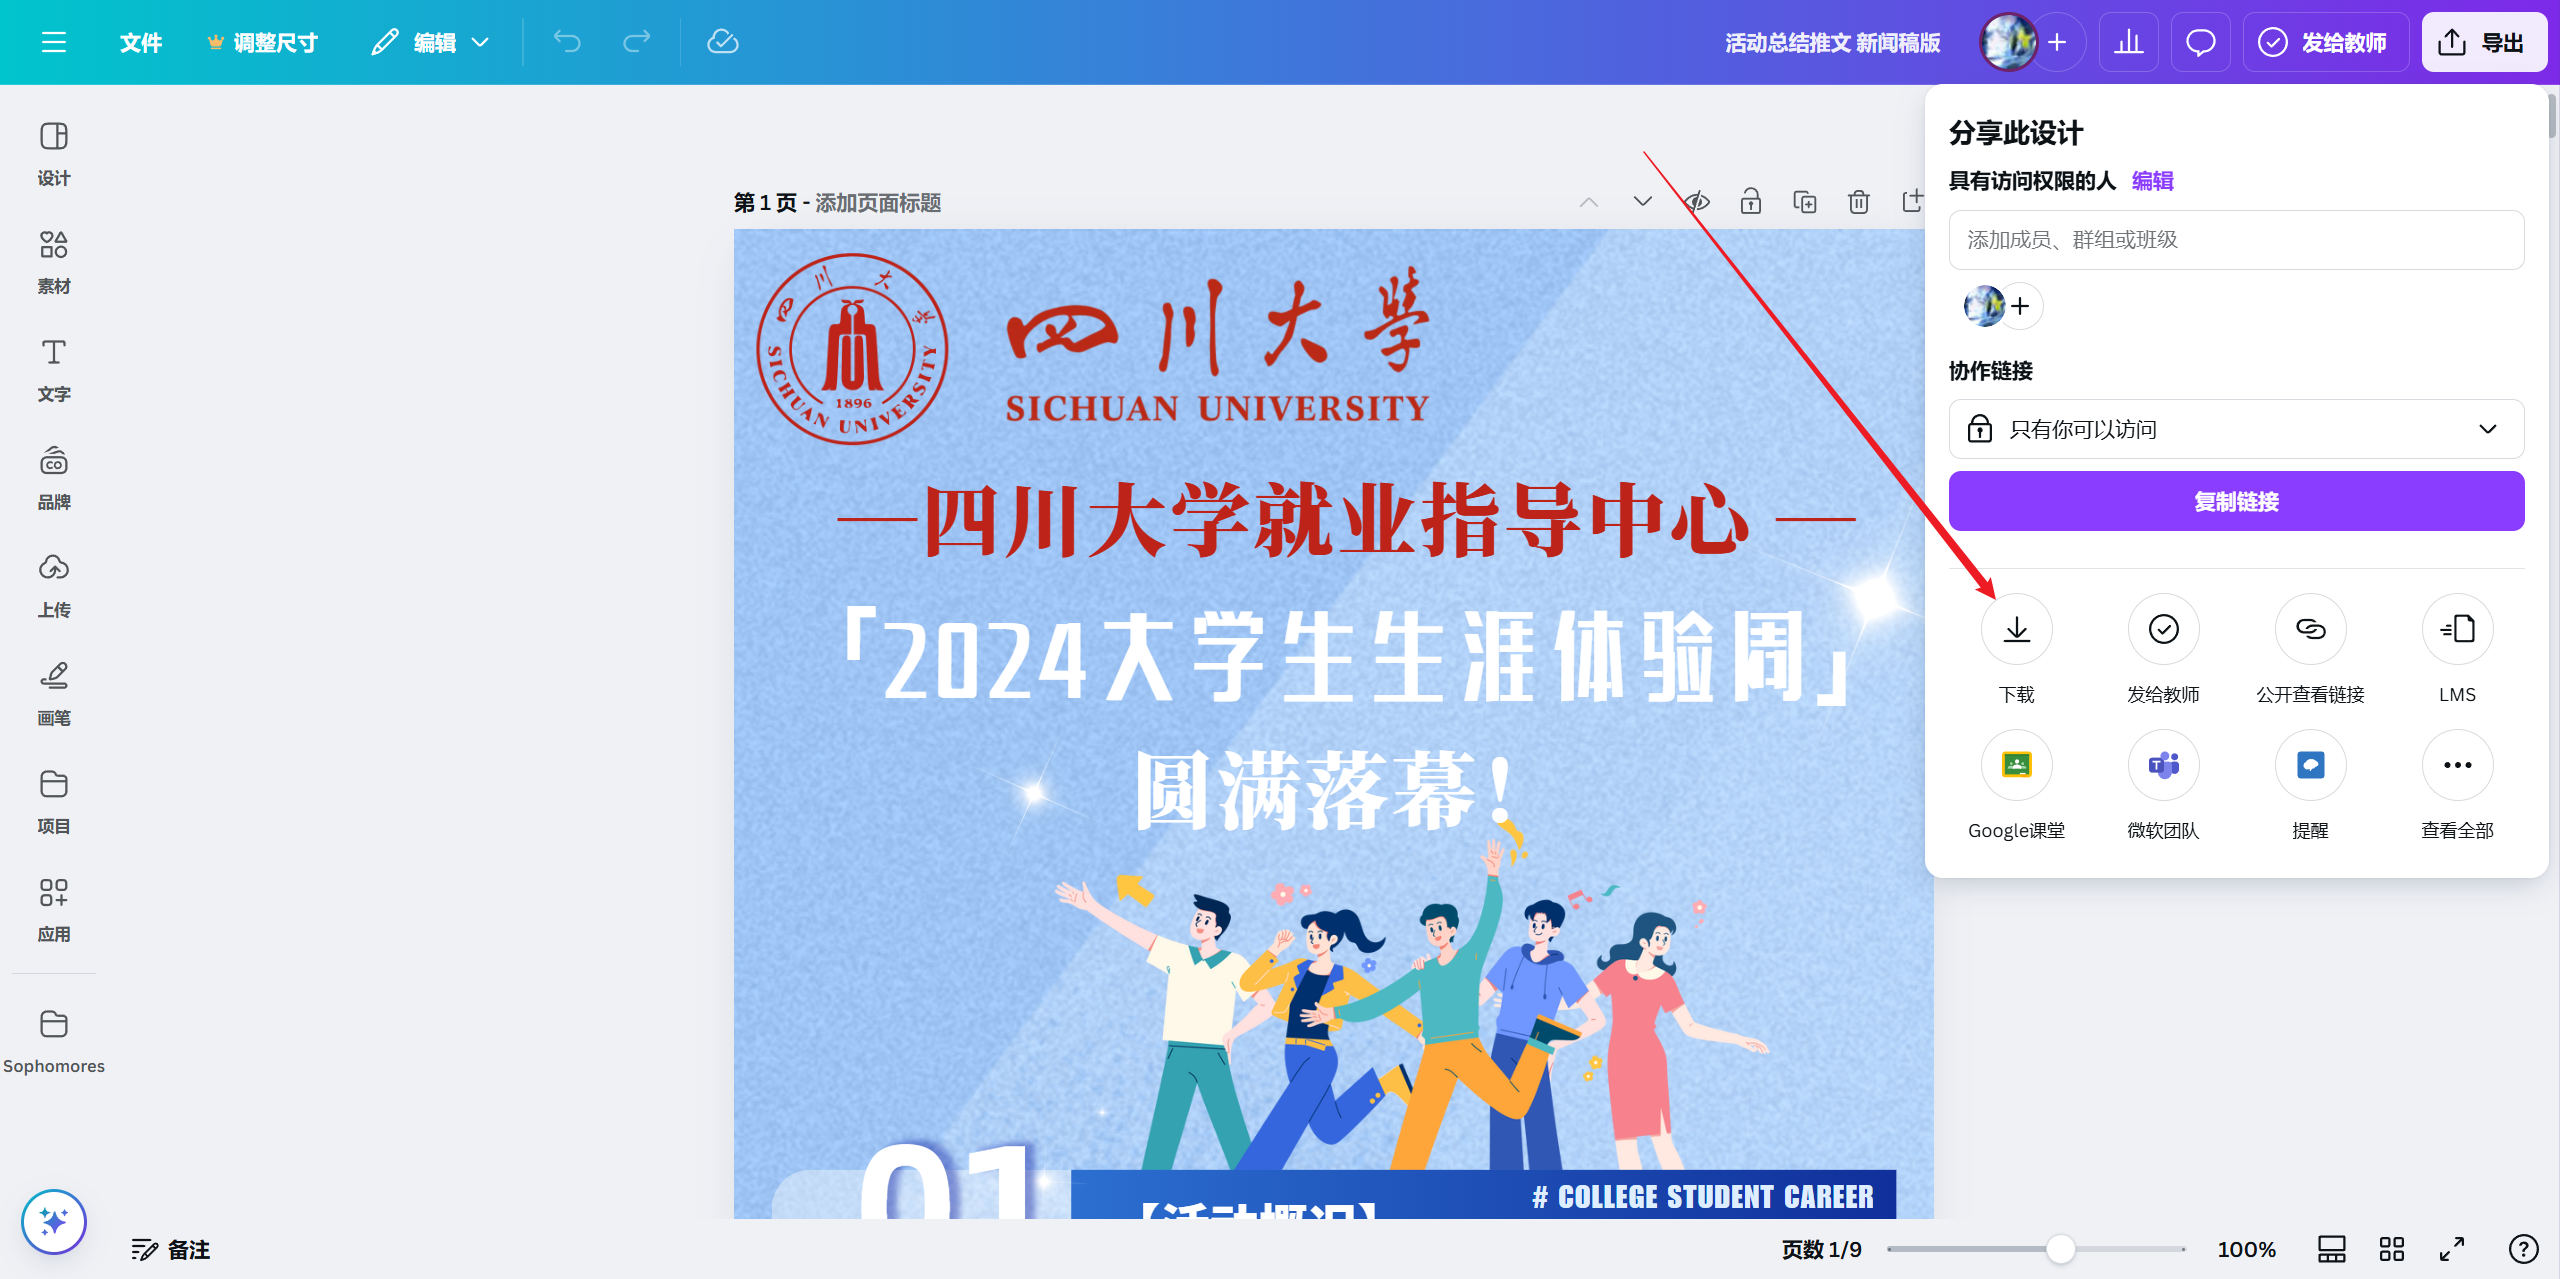 文件
调整尺寸
编辑
活动总结推文 新闻稿版
发给教师
导出
设计
素材
文字
品牌
上传
画笔
项目
应用
Sophomores
第 1 页 - 添加页面标题
四川大学
SICHUAN UNIVERSITY
1896
四川大學
SICHUAN UNIVERSITY
四川大学就业指导中心
「2024大学生生涯体验周」
圆满落幕！
01
【活动概况】
# COLLEGE STUDENT CAREER
分享此设计
具有访问权限的人 编辑
添加成员、群组或班级
协作链接
只有你可以访问
复制链接
下载
发给教师
公开查看链接
LMS
Google课堂
微软团队
提醒
查看全部
备注
页数 1/9
100%